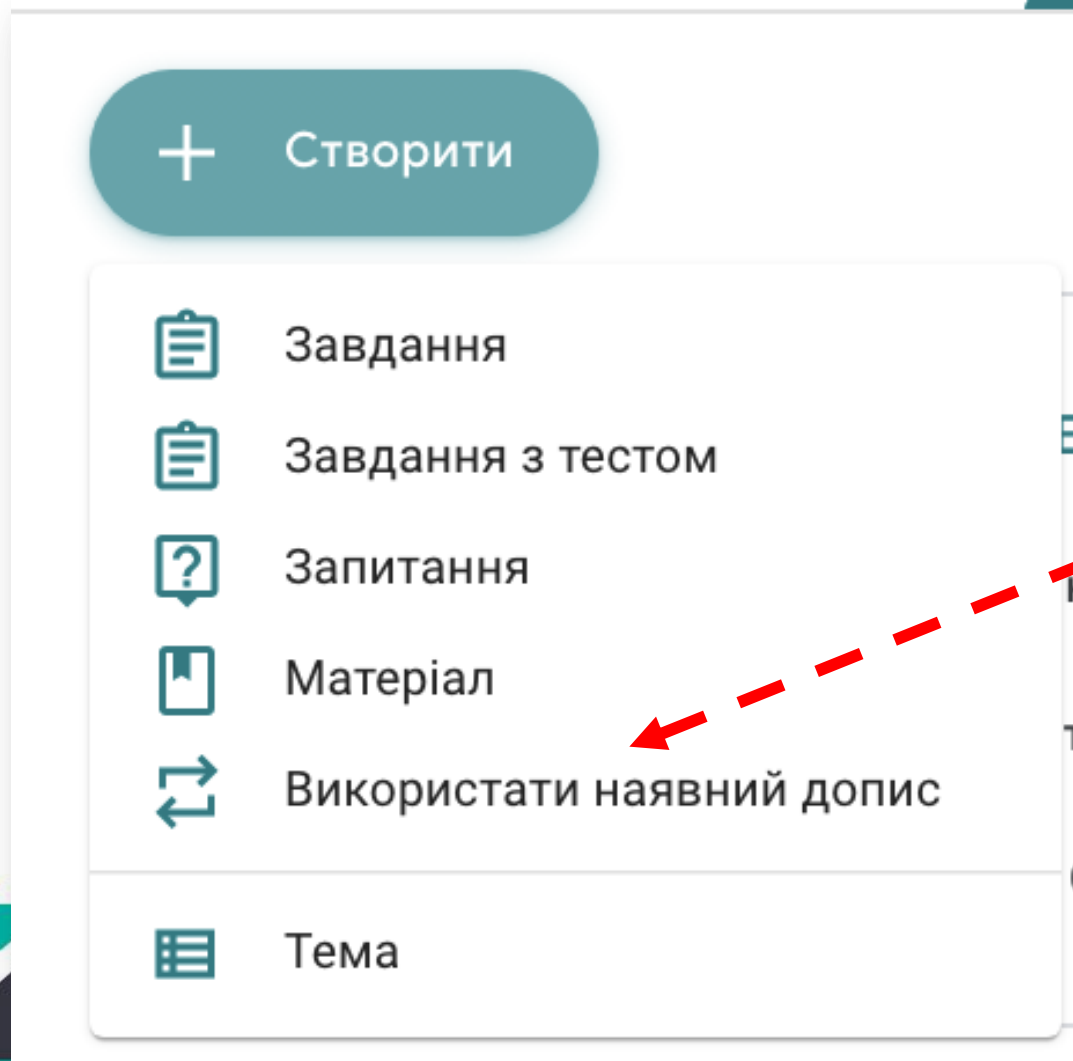 Створити
Завдання
Завдання з тестом
Запитання
Матеріал
Використати наявний допис
Тема